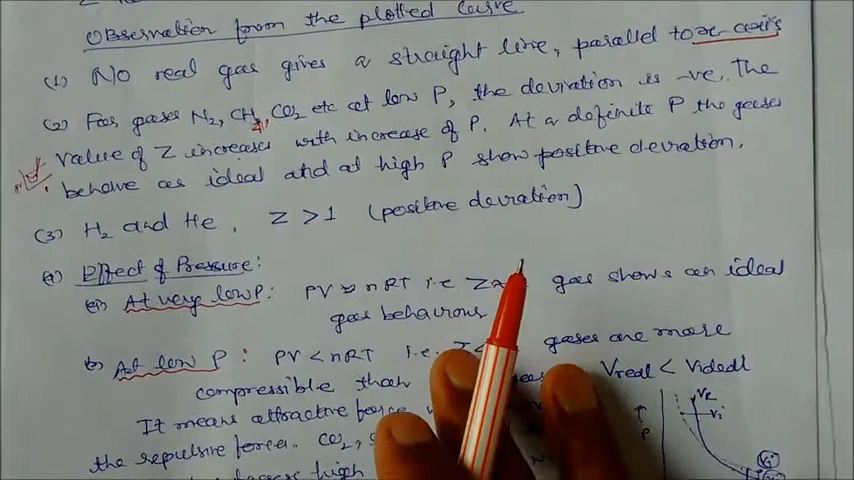 Observation from the plotted curve
(1) No real gas gives a straight line, parallel to x-axis
(2) For gases N2, CH4, CO2 etc at low P, the deviation is -ve. The
value of Z increases with increase of P. At a definite P the gases
behave as ideal and at high P show positive deviation.
(3) H2 and He, Z > 1 (positive deviation)
(4) Effect of Pressure:
At very low P: PV ≈ nRT i.e Z≈ gas shows an ideal
gas behaviour
b) At low P: PV < nRT i.e. Z< gases are more
compressible than Vreal < Videal
It means attractive force
the repulsive force. CO2,
high
↑
P
VR
Vi
Vi